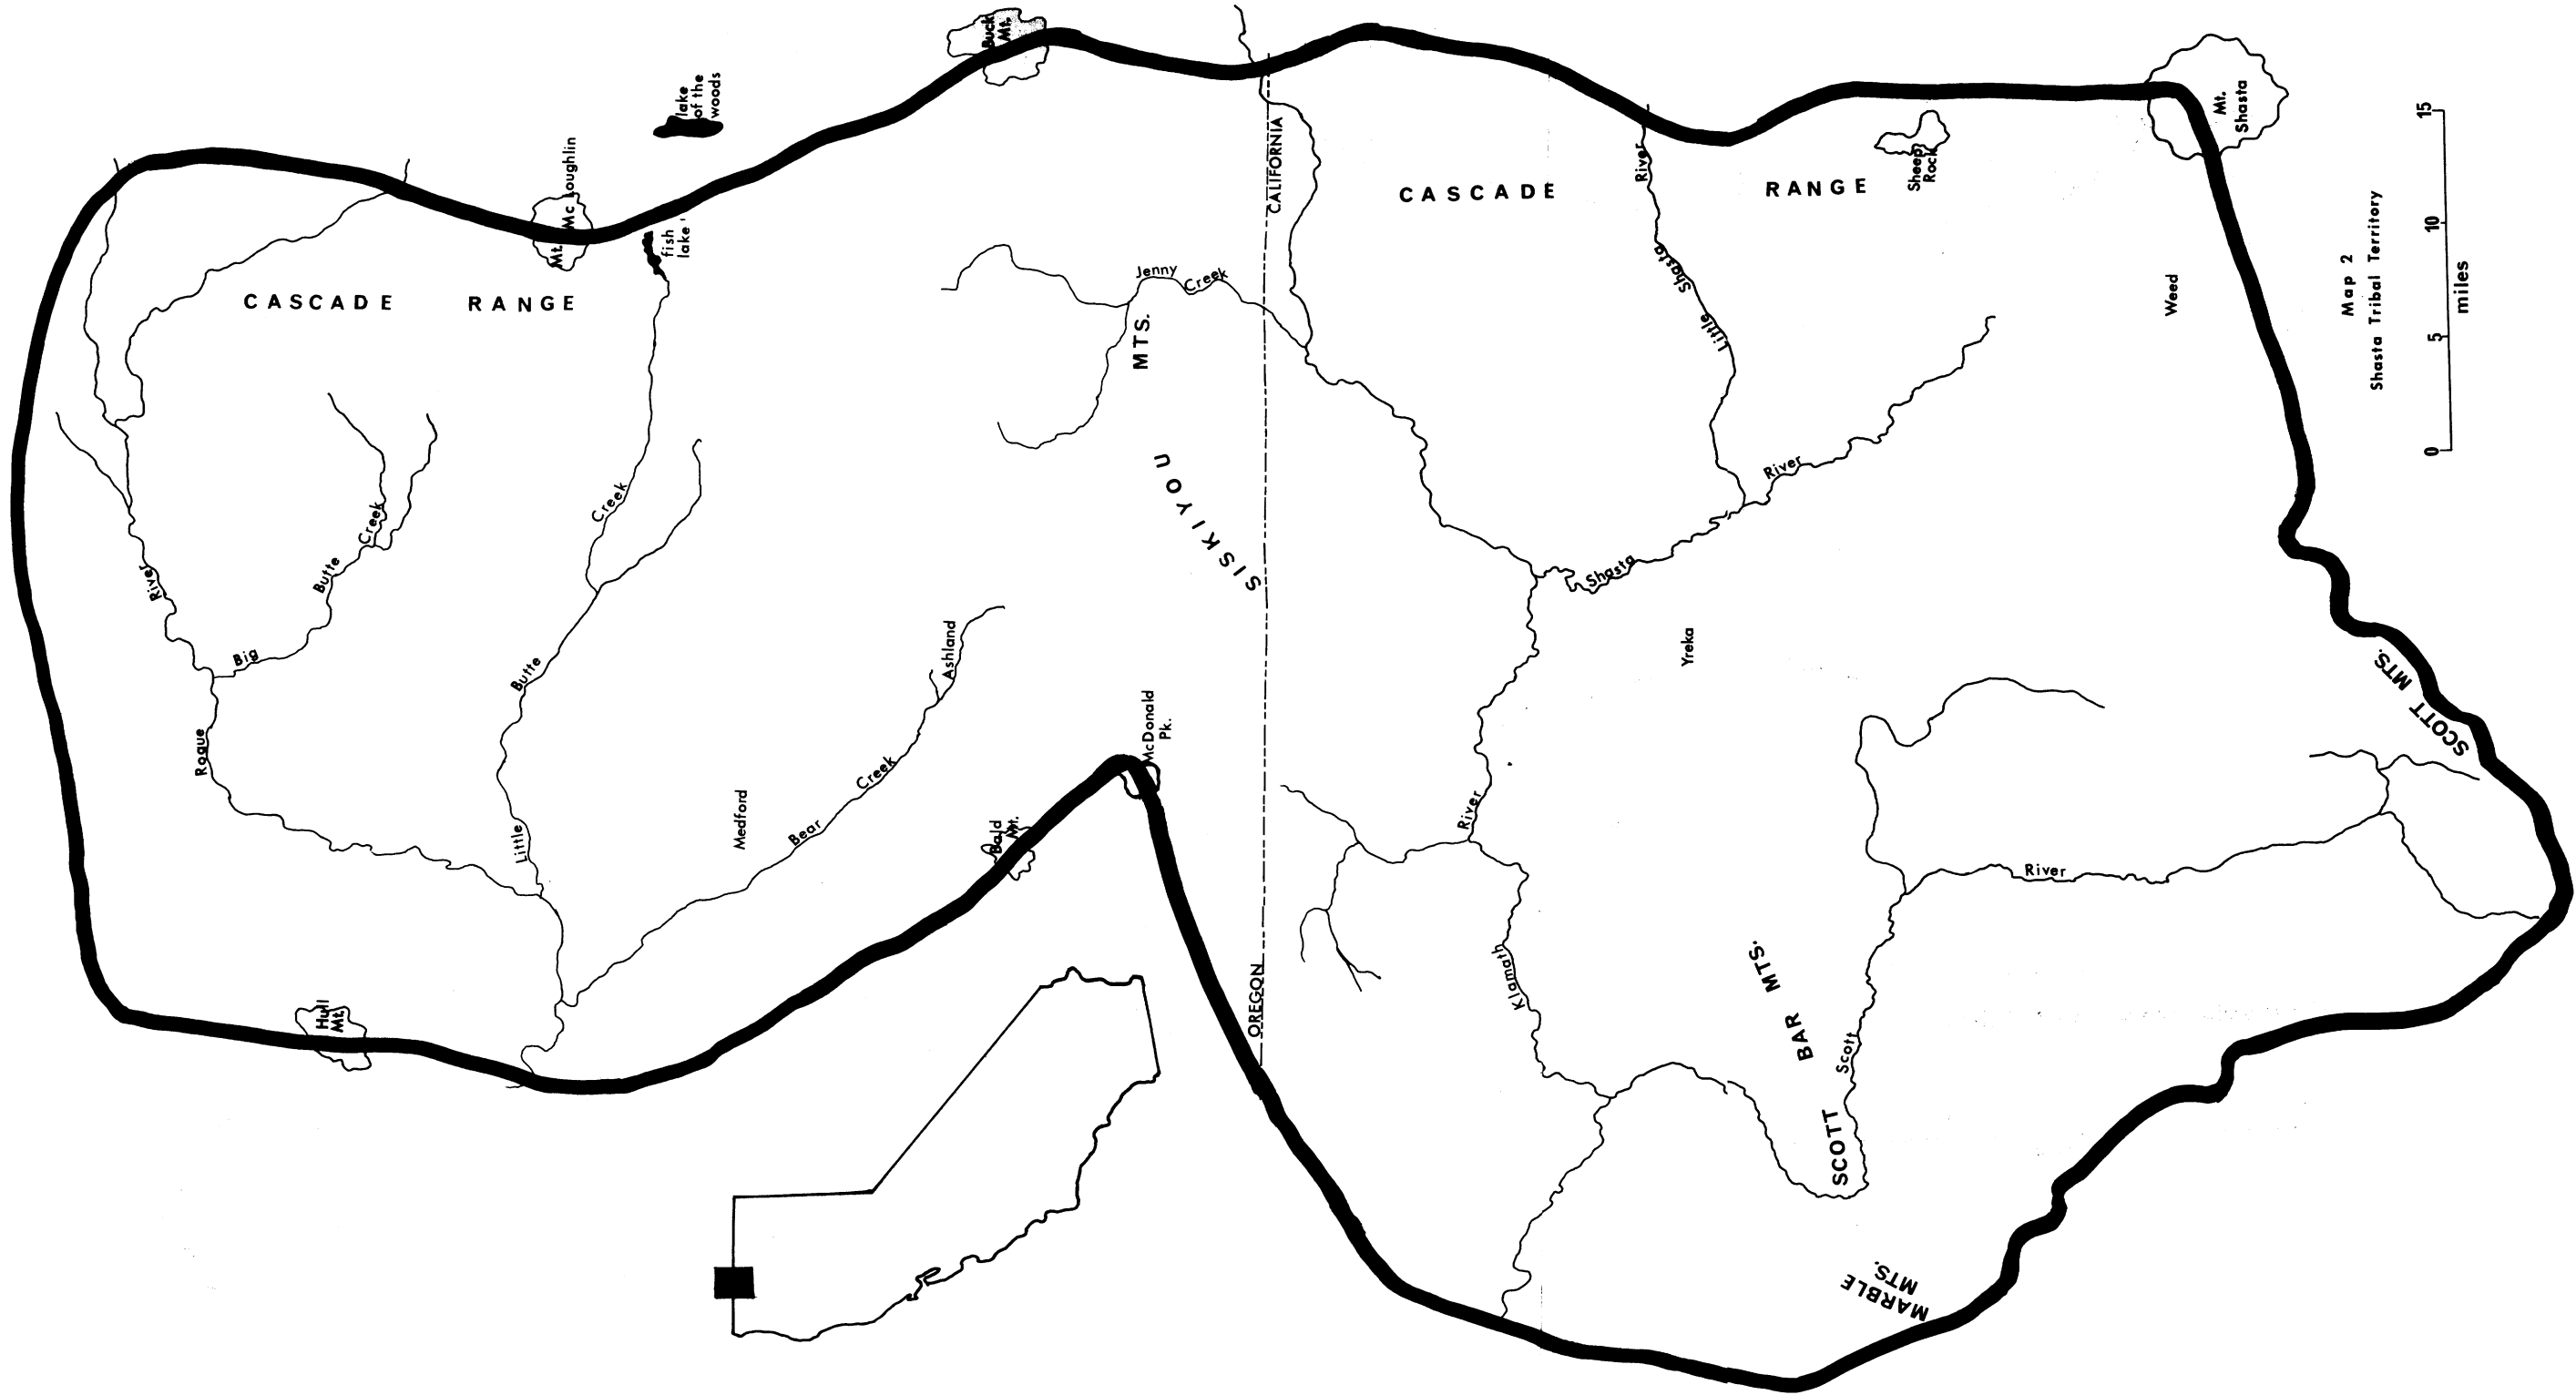 Buck
Mt.
lake
of the
woods
Mt. Mc Loughlin
fish
lake
CASCADE RANGE
CALIFORNIA
CASCADE RANGE
Sheep
Rock
Mt.
Shasta
Jenny Creek
SISKIYOU MTS.
Little Shasta River
Weed
Map 2
Shasta Tribal Territory
0 5 10 15
miles
Rogue River
Big Butte Creek
Little Butte Creek
Ashland
Bear Creek
Medford
McDonald
Pk.
Bald
Mt.
Hull
Mt.
OREGON
Shasta River
Yreka
Klamath River
SCOTT BAR MTS.
Scott River
SCOTT MTS.
MARBLE
MTS.